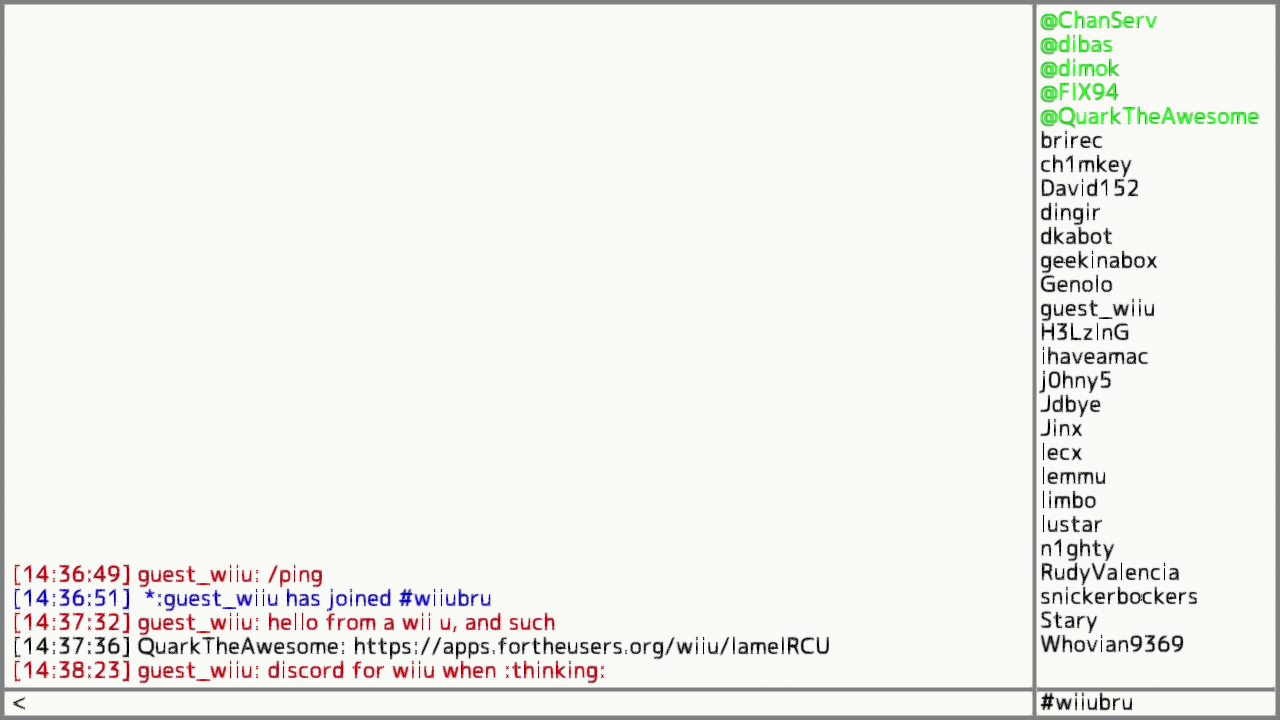 [14:36:49] guest_wiiu: /ping
[14:36:51]  *:guest_wiiu has joined #wiiubru
[14:37:32] guest_wiiu: hello from a wii u, and such
[14:37:36] QuarkTheAwesome: https://apps.fortheusers.org/wiiu/lameIRCU
[14:38:23] guest_wiiu: discord for wiiu when :thinking:
<
@ChanServ
@dibas
@dimok
@FIX94
@QuarkTheAwesome
brirec
ch1mkey
David152
dingir
dkabot
geekinabox
Genolo
guest_wiiu
H3LzInG
ihaveamac
j0hny5
Jdbye
Jinx
lecx
lemmu
limbo
lustar
n1ghty
RudyValencia
snickerbockers
Stary
Whovian9369
#wiiubru